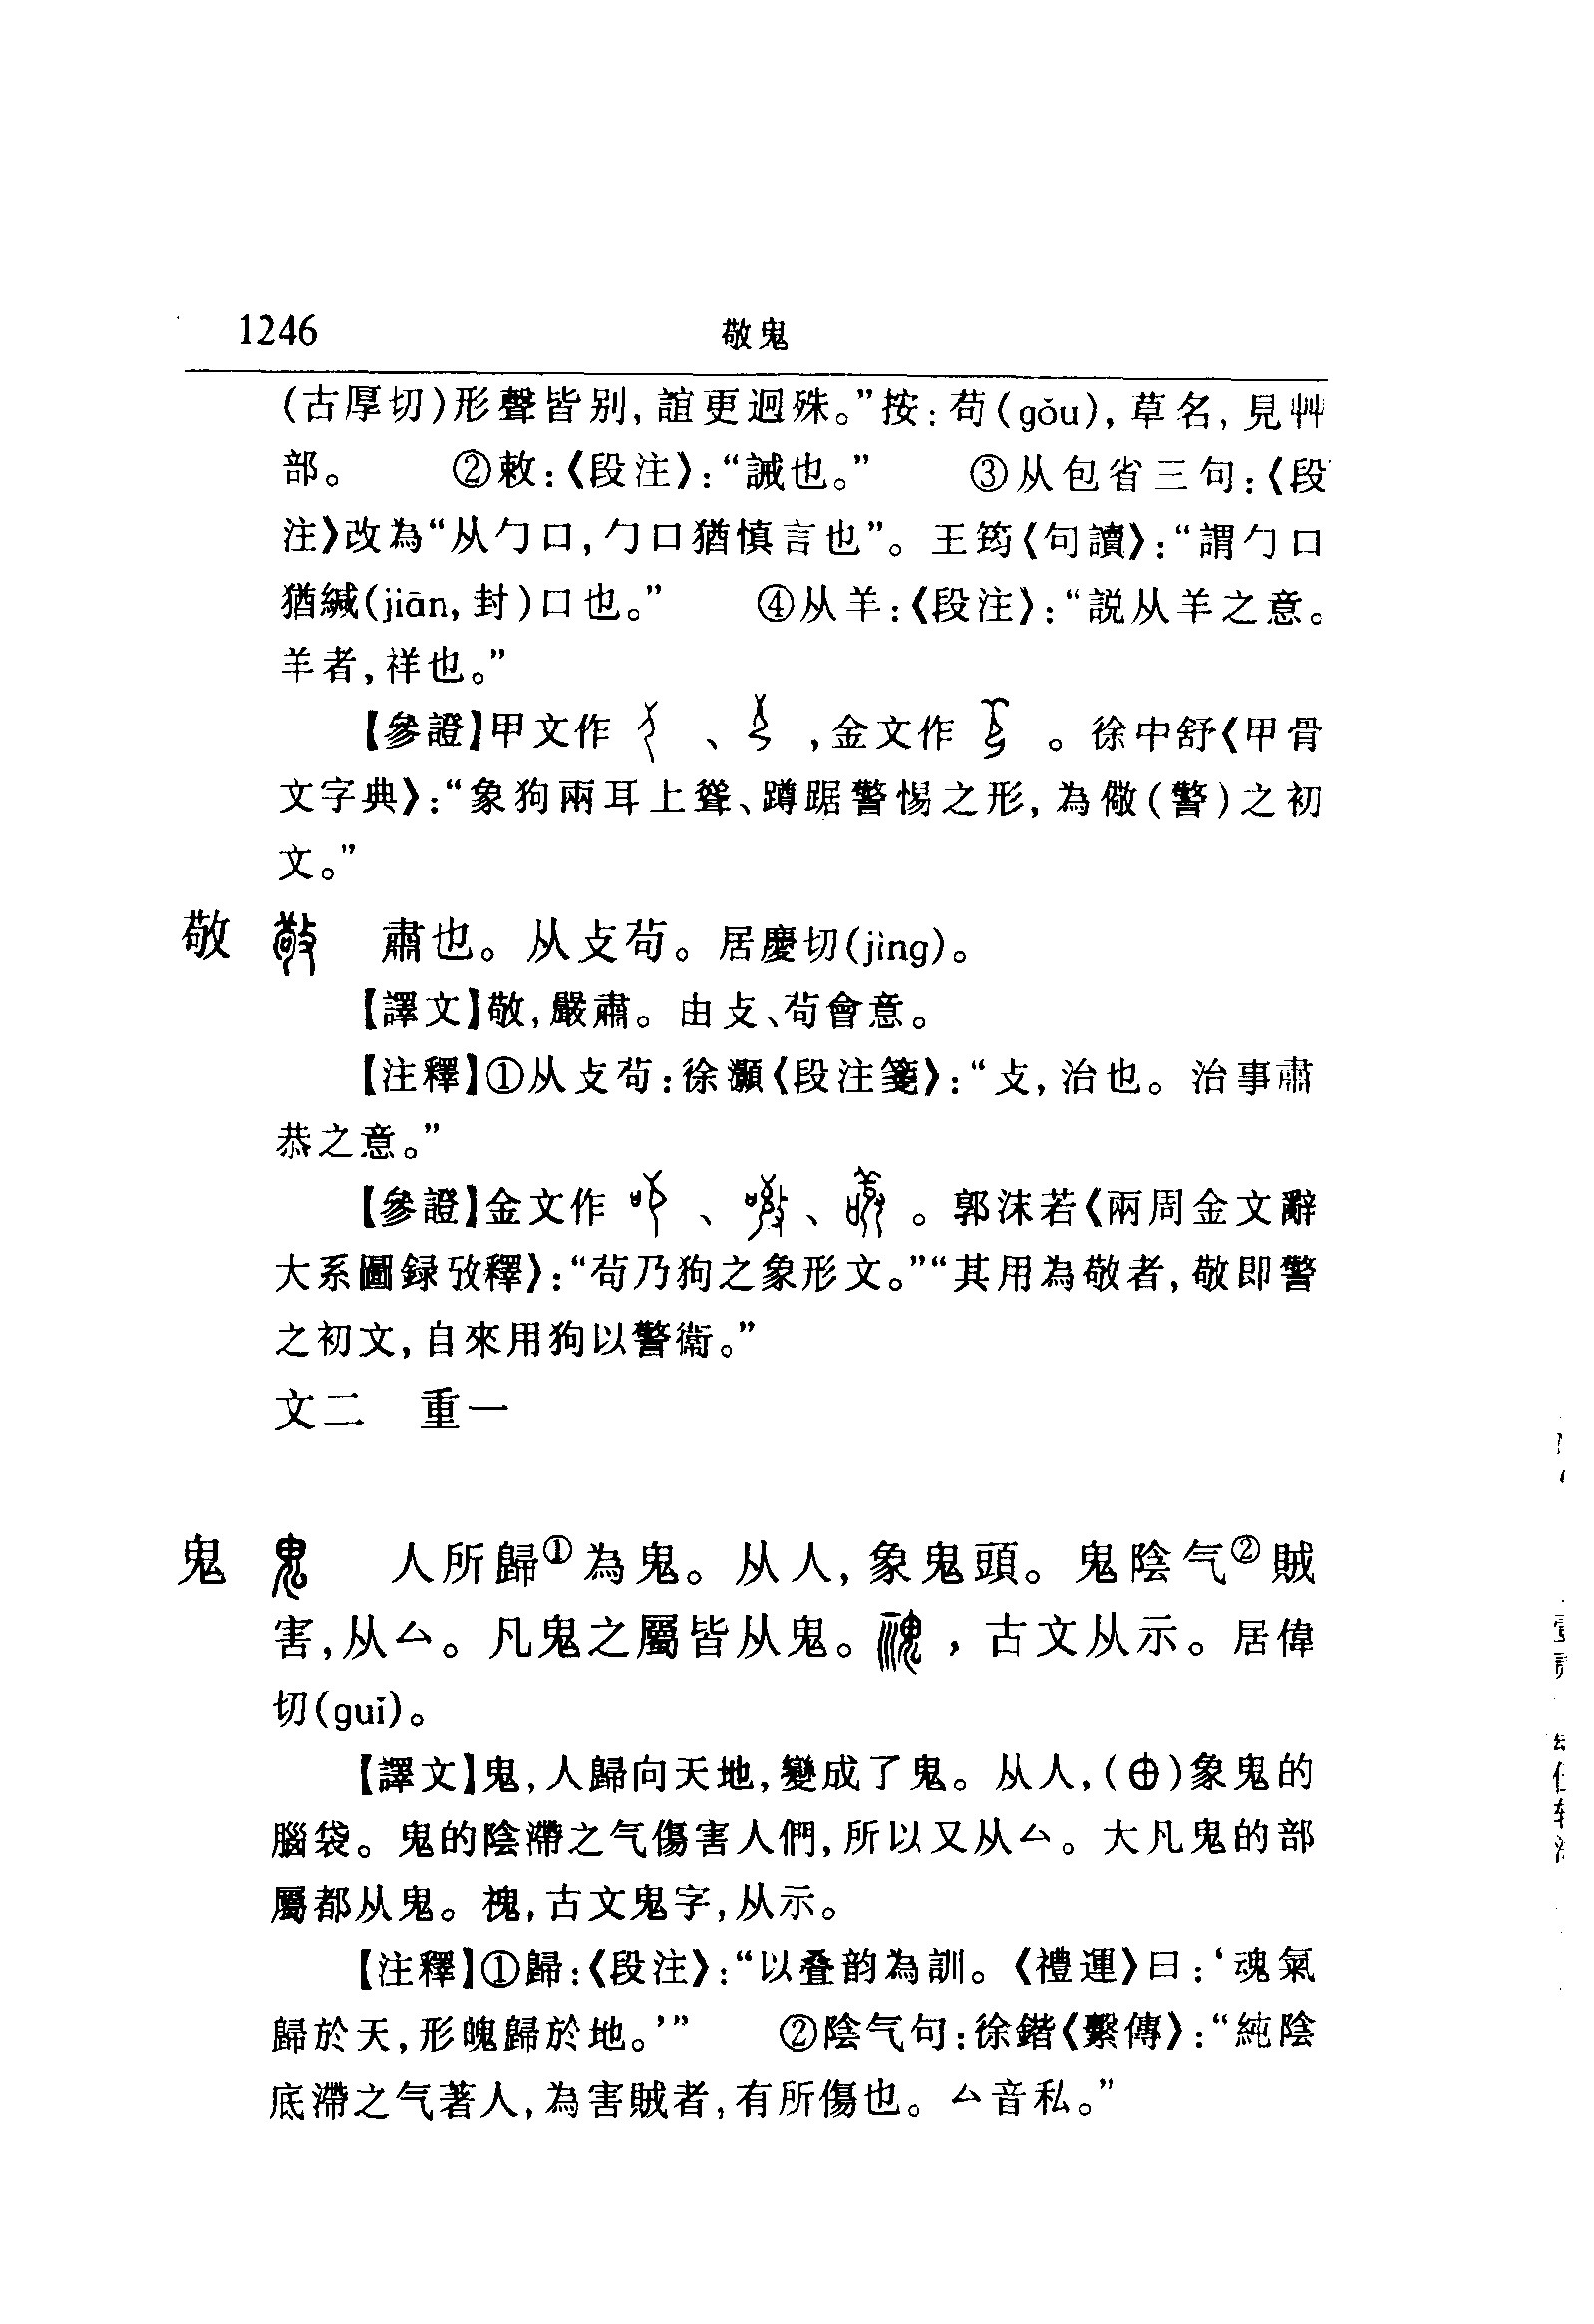 1246 敬鬼
(古厚切)形聲皆别,誼更迥殊。”按:苟(gǒu),草名,見艸
部。 ②敕:《段注》:“誡也。” ③从包省三句:《段
注》改為“从勹口,勹口猶慎言也”。王筠《句讀》:“謂勹口
猶緘(jiān,封)口也。” ④从羊:《段注》:“説从羊之意。
羊者,祥也。”
【參證】甲文作 、 ,金文作 。徐中舒《甲骨
文字典》:“象狗兩耳上聳、蹲踞警惕之形,為儆(警)之初
文。”
敬 肅也。从攴茍。居慶切(jìng)。
【譯文】敬,嚴肅。由攴、茍會意。
【注釋】①从攴茍:徐灝《段注箋》:“攴,治也。治事肅
恭之意。”
【參證】金文作 、 、 。郭沫若《兩周金文辭
大系圖録攷釋》:“茍乃狗之象形文。”“其用為敬者,敬即警
之初文,自來用狗以警衞。”
文二 重一
鬼 人所歸①為鬼。从人,象鬼頭。鬼陰气②賊
害,从厶。凡鬼之屬皆从鬼。 ,古文从示。居偉
切(guǐ)。
【譯文】鬼,人歸向天地,變成了鬼。从人,(甶)象鬼的
腦袋。鬼的陰滯之气傷害人們,所以又从厶。大凡鬼的部
屬都从鬼。䰡,古文鬼字,从示。
【注釋】①歸:《段注》:“以叠韵為訓。《禮運》曰:‘魂氣
歸於天,形魄歸於地。’” ②陰气句:徐鍇《繫傳》:“純陰
底滯之气著人,為害賊者,有所傷也。厶音私。”